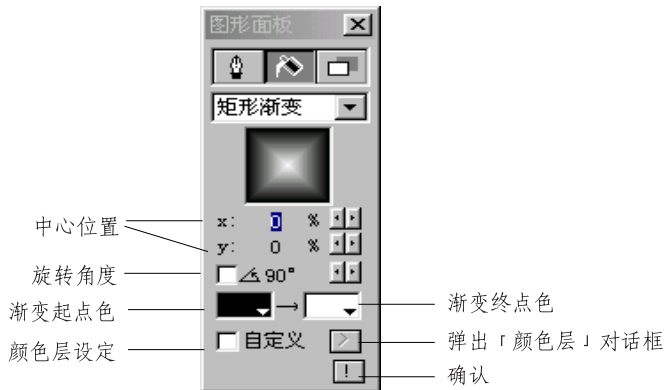 图形面板
矩形渐变
中心位置
x: 0 %
y: 0 %
旋转角度
90°
渐变起点色
渐变终点色
颜色层设定
自定义
弹出「颜色层」对话框
!
确认